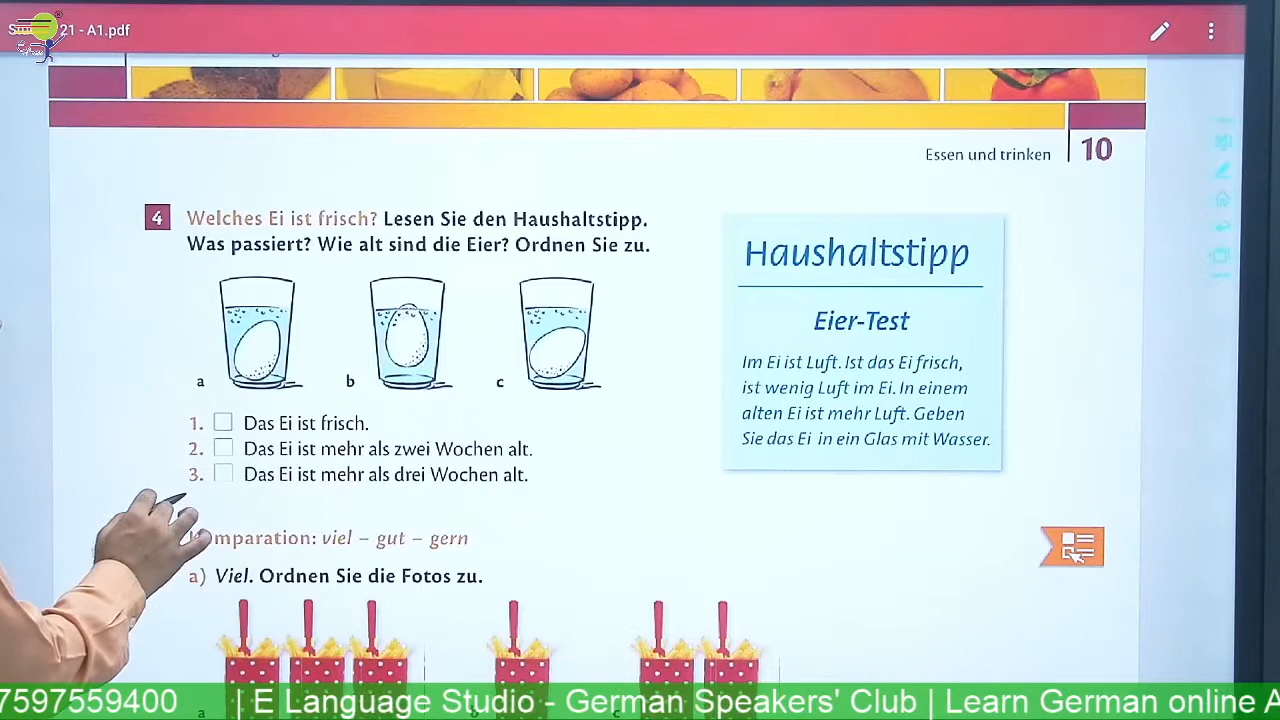 21 - A1.pdf
Essen und trinken
10
4 Welches Ei ist frisch? Lesen Sie den Haushaltstipp.
Was passiert? Wie alt sind die Eier? Ordnen Sie zu.
a b c
1. Das Ei ist frisch.
2. Das Ei ist mehr als zwei Wochen alt.
3. Das Ei ist mehr als drei Wochen alt.
Haushaltstipp
Eier-Test
Im Ei ist Luft. Ist das Ei frisch,
ist wenig Luft im Ei. In einem
alten Ei ist mehr Luft. Geben
Sie das Ei in ein Glas mit Wasser.
Komparation: viel – gut – gern
a) Viel. Ordnen Sie die Fotos zu.
a b c
7597559400 | E Language Studio - German Speakers' Club | Learn German online A